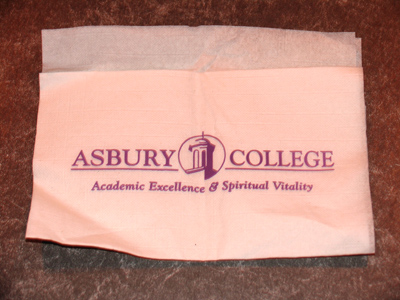 ASBURY COLLEGE
Academic Excellence & Spiritual Vitality